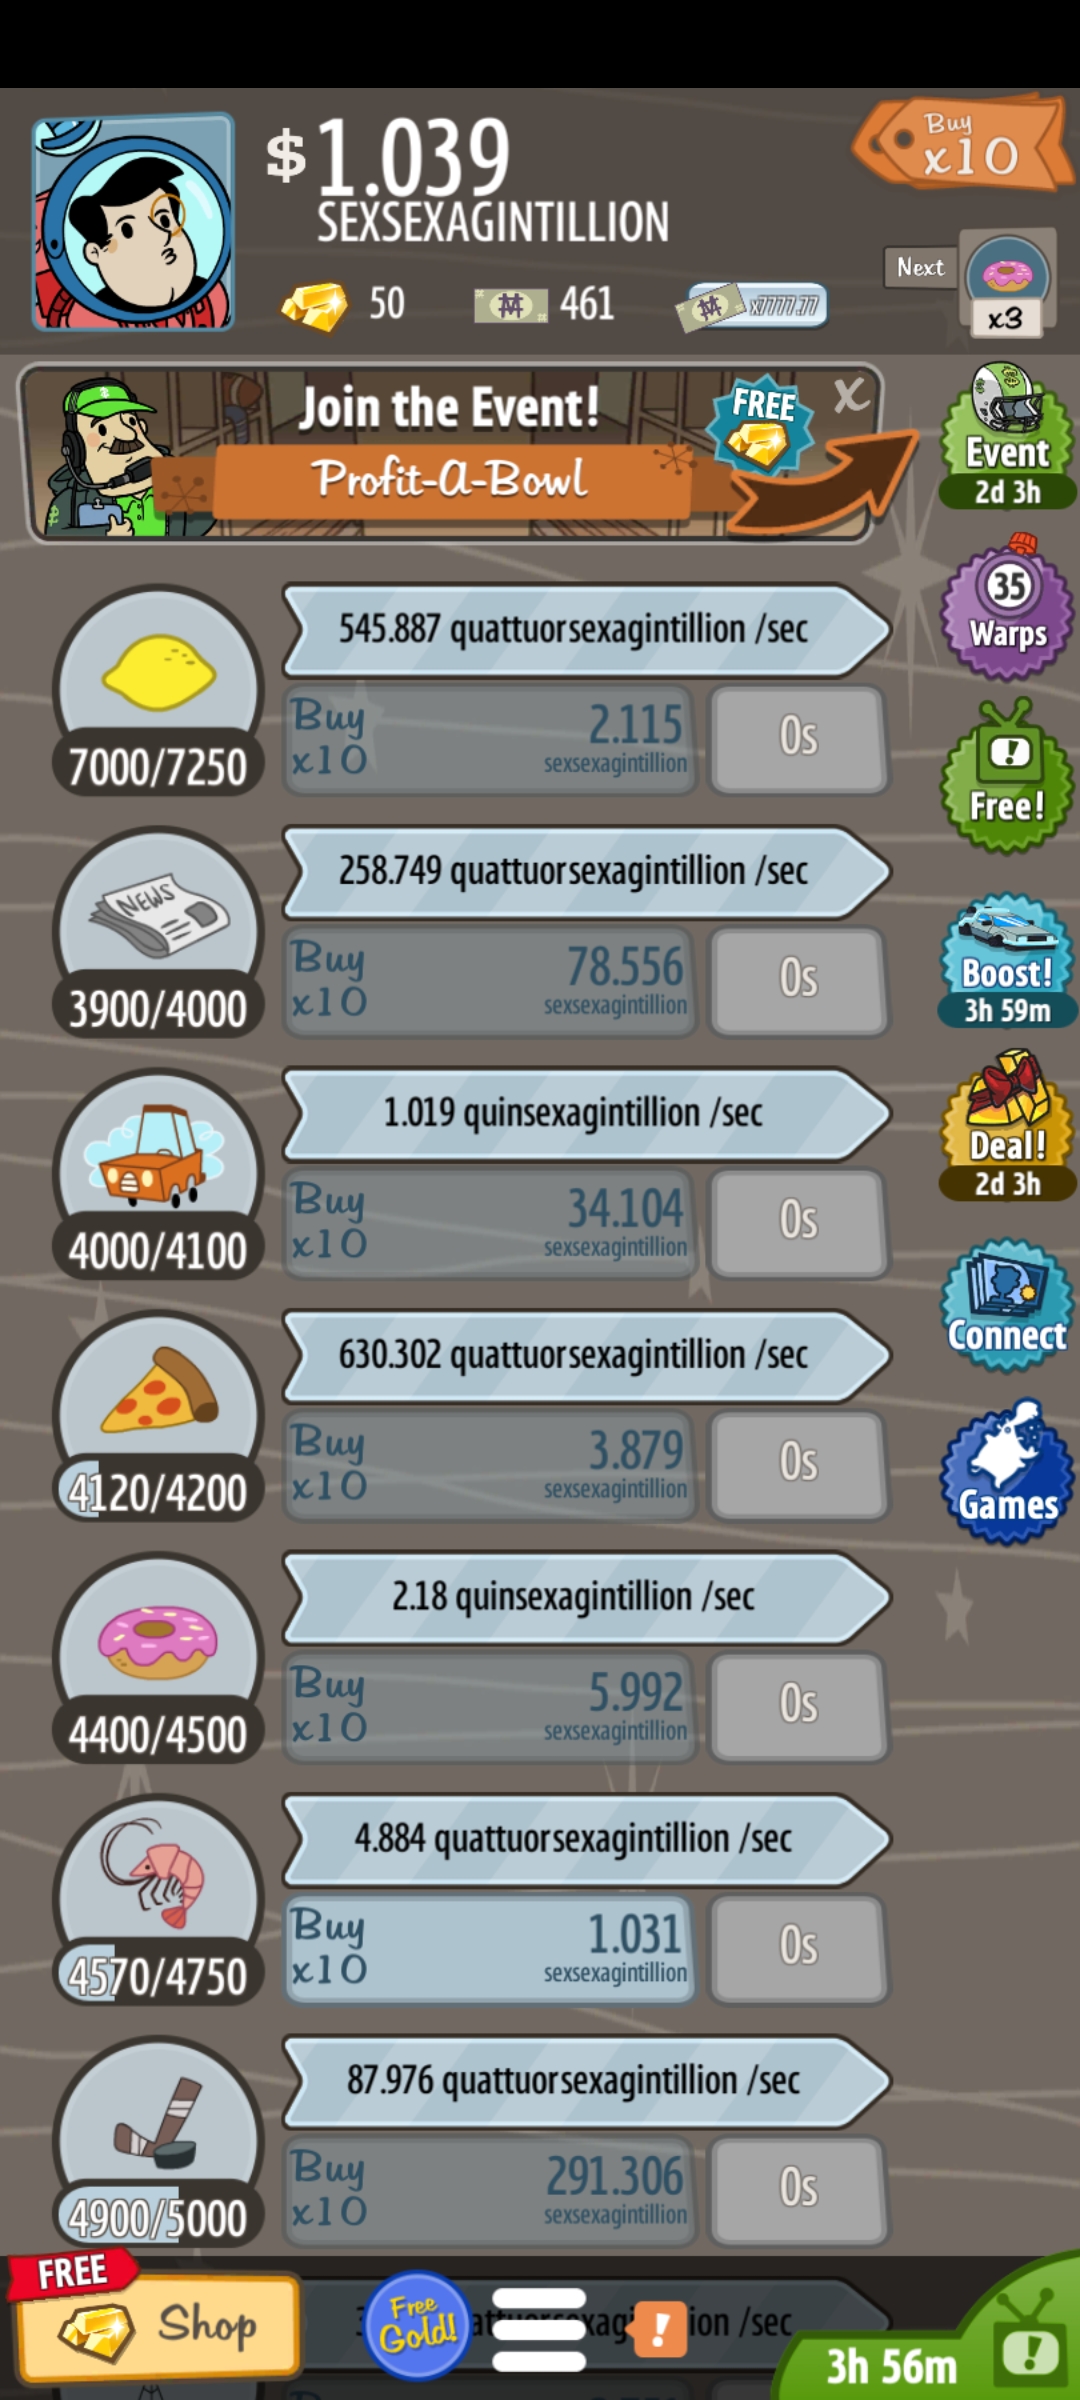 $1.039
SEXSEXAGINTILLION
Buy
x10
50
461
x7777.77
Next
x3
Join the Event!
Profit-A-Bowl
FREE
X
Event
2d 3h
545.887 quattuorsexagintillion /sec
Buy
x10
2.115
sexsexagintillion
0s
7000/7250
35
Warps
Free!
NEWS
258.749 quattuorsexagintillion /sec
Buy
x10
78.556
sexsexagintillion
0s
3900/4000
Boost!
3h 59m
1.019 quinsexagintillion /sec
Buy
x10
34.104
sexsexagintillion
0s
4000/4100
Deal!
2d 3h
Connect
630.302 quattuorsexagintillion /sec
Buy
x10
3.879
sexsexagintillion
0s
4120/4200
Games
2.18 quinsexagintillion /sec
Buy
x10
5.992
sexsexagintillion
0s
4400/4500
4.884 quattuorsexagintillion /sec
Buy
x10
1.031
sexsexagintillion
0s
4570/4750
87.976 quattuorsexagintillion /sec
Buy
x10
291.306
sexsexagintillion
0s
4900/5000
FREE
Shop
Free
Gold!
!
/sec
3h 56m
!